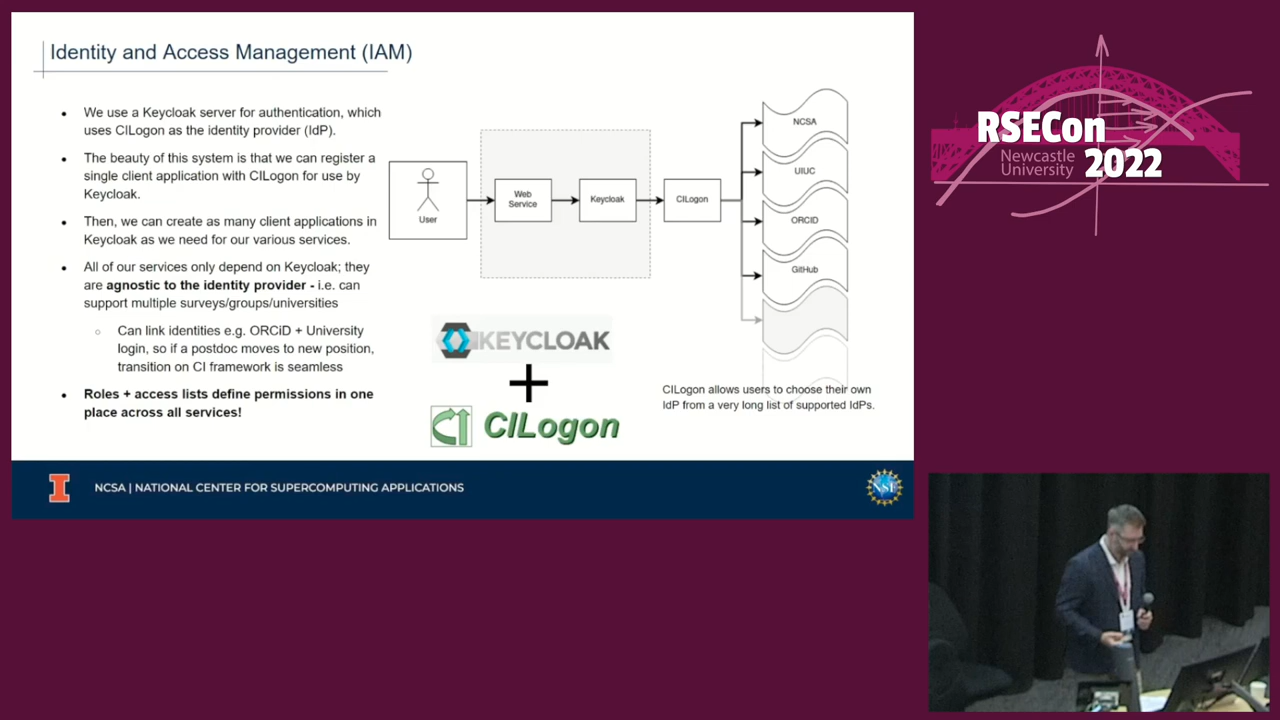 Identity and Access Management (IAM)
We use a Keycloak server for authentication, which
uses CILogon as the identity provider (IdP).
The beauty of this system is that we can register a
single client application with CILogon for use by
Keycloak.
Then, we can create as many client applications in
Keycloak as we need for our various services.
All of our services only depend on Keycloak; they
are agnostic to the identity provider - i.e. can
support multiple surveys/groups/universities
Can link identities e.g. ORCiD + University
login, so if a postdoc moves to new position,
transition on CI framework is seamless
Roles + access lists define permissions in one
place across all services!
User
Web
Service
Keycloak
CILogon
NCSA
UIUC
ORCID
GitHub
KEYCLOAK
+
CILogon
CILogon allows users to choose their own
IdP from a very long list of supported IdPs.
I
NCSA | NATIONAL CENTER FOR SUPERCOMPUTING APPLICATIONS
NSF
RSECon
Newcastle
University
2022